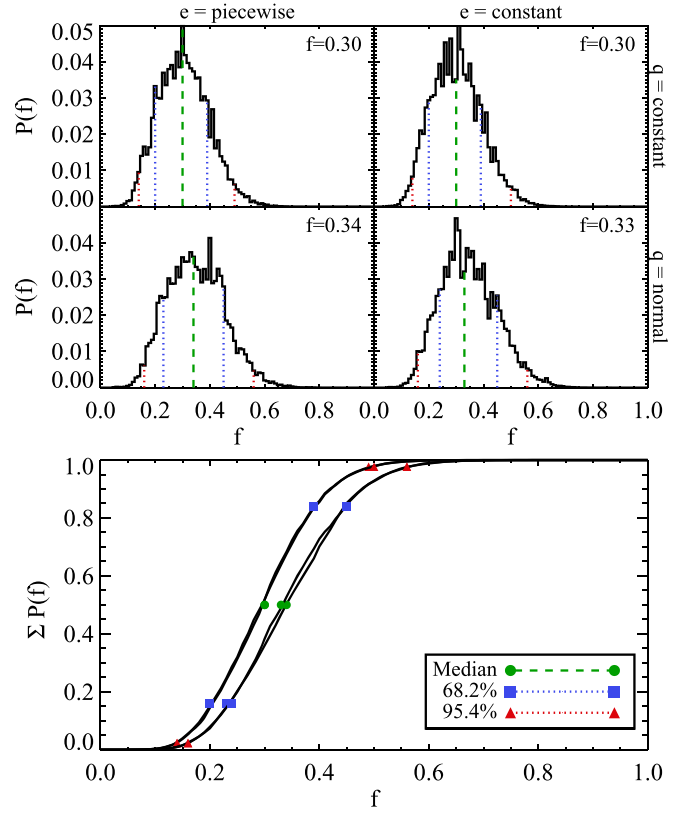 e = piecewise
e = constant
0.05
0.04
0.03
0.02
0.01
0.00
P(f)
f=0.30
f=0.30
q = constant
0.04
0.03
0.02
0.01
0.00
P(f)
f=0.34
f=0.33
q = normal
0.0 0.2 0.4 0.6 0.8 0.0 0.2 0.4 0.6 0.8 1.0
f
f
1.0
0.8
0.6
0.4
0.2
0.0
Σ P(f)
Median
68.2%
95.4%
0.0 0.2 0.4 0.6 0.8 1.0
f